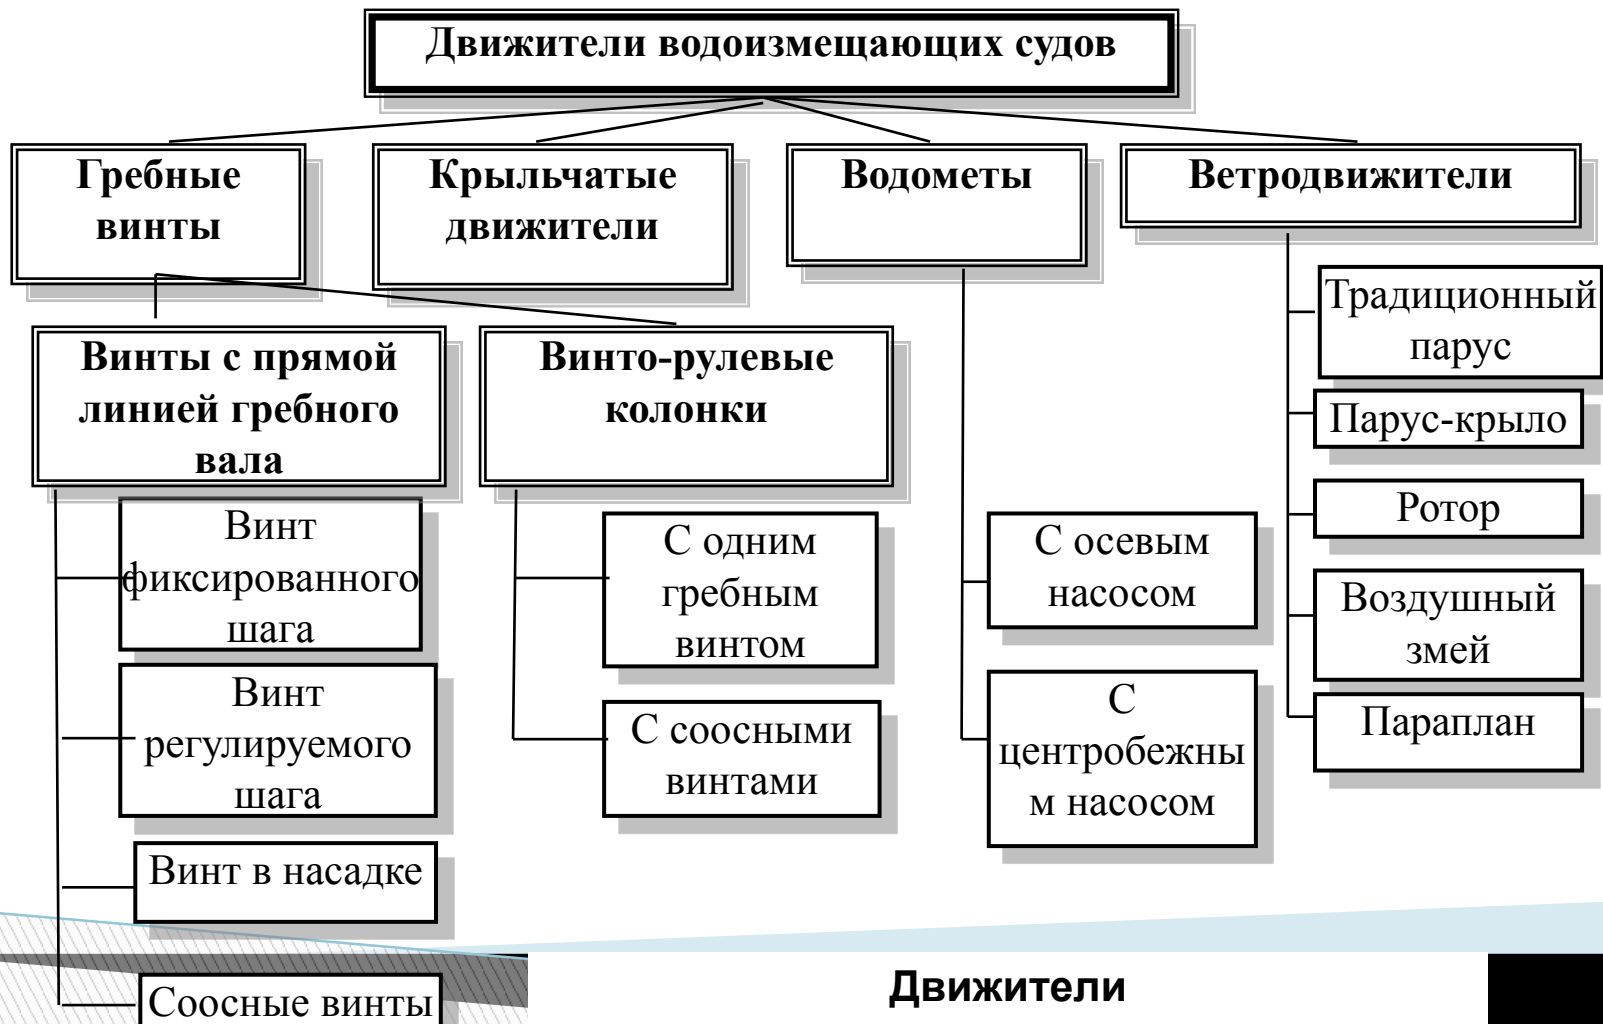 Движители водоизмещающих судов
Гребные
винты
Крыльчатые
движители
Водометы
Ветродвижители
Винты с прямой
линией гребного
вала
Винто-рулевые
колонки
Винт
фиксированного
шага
Винт
регулируемого
шага
Винт в насадке
Соосные винты
С одним
гребным
винтом
С соосными
винтами
С осевым
насосом
С
центробежны
м насосом
Традиционный
парус
Парус-крыло
Ротор
Воздушный
змей
Параплан
Движители